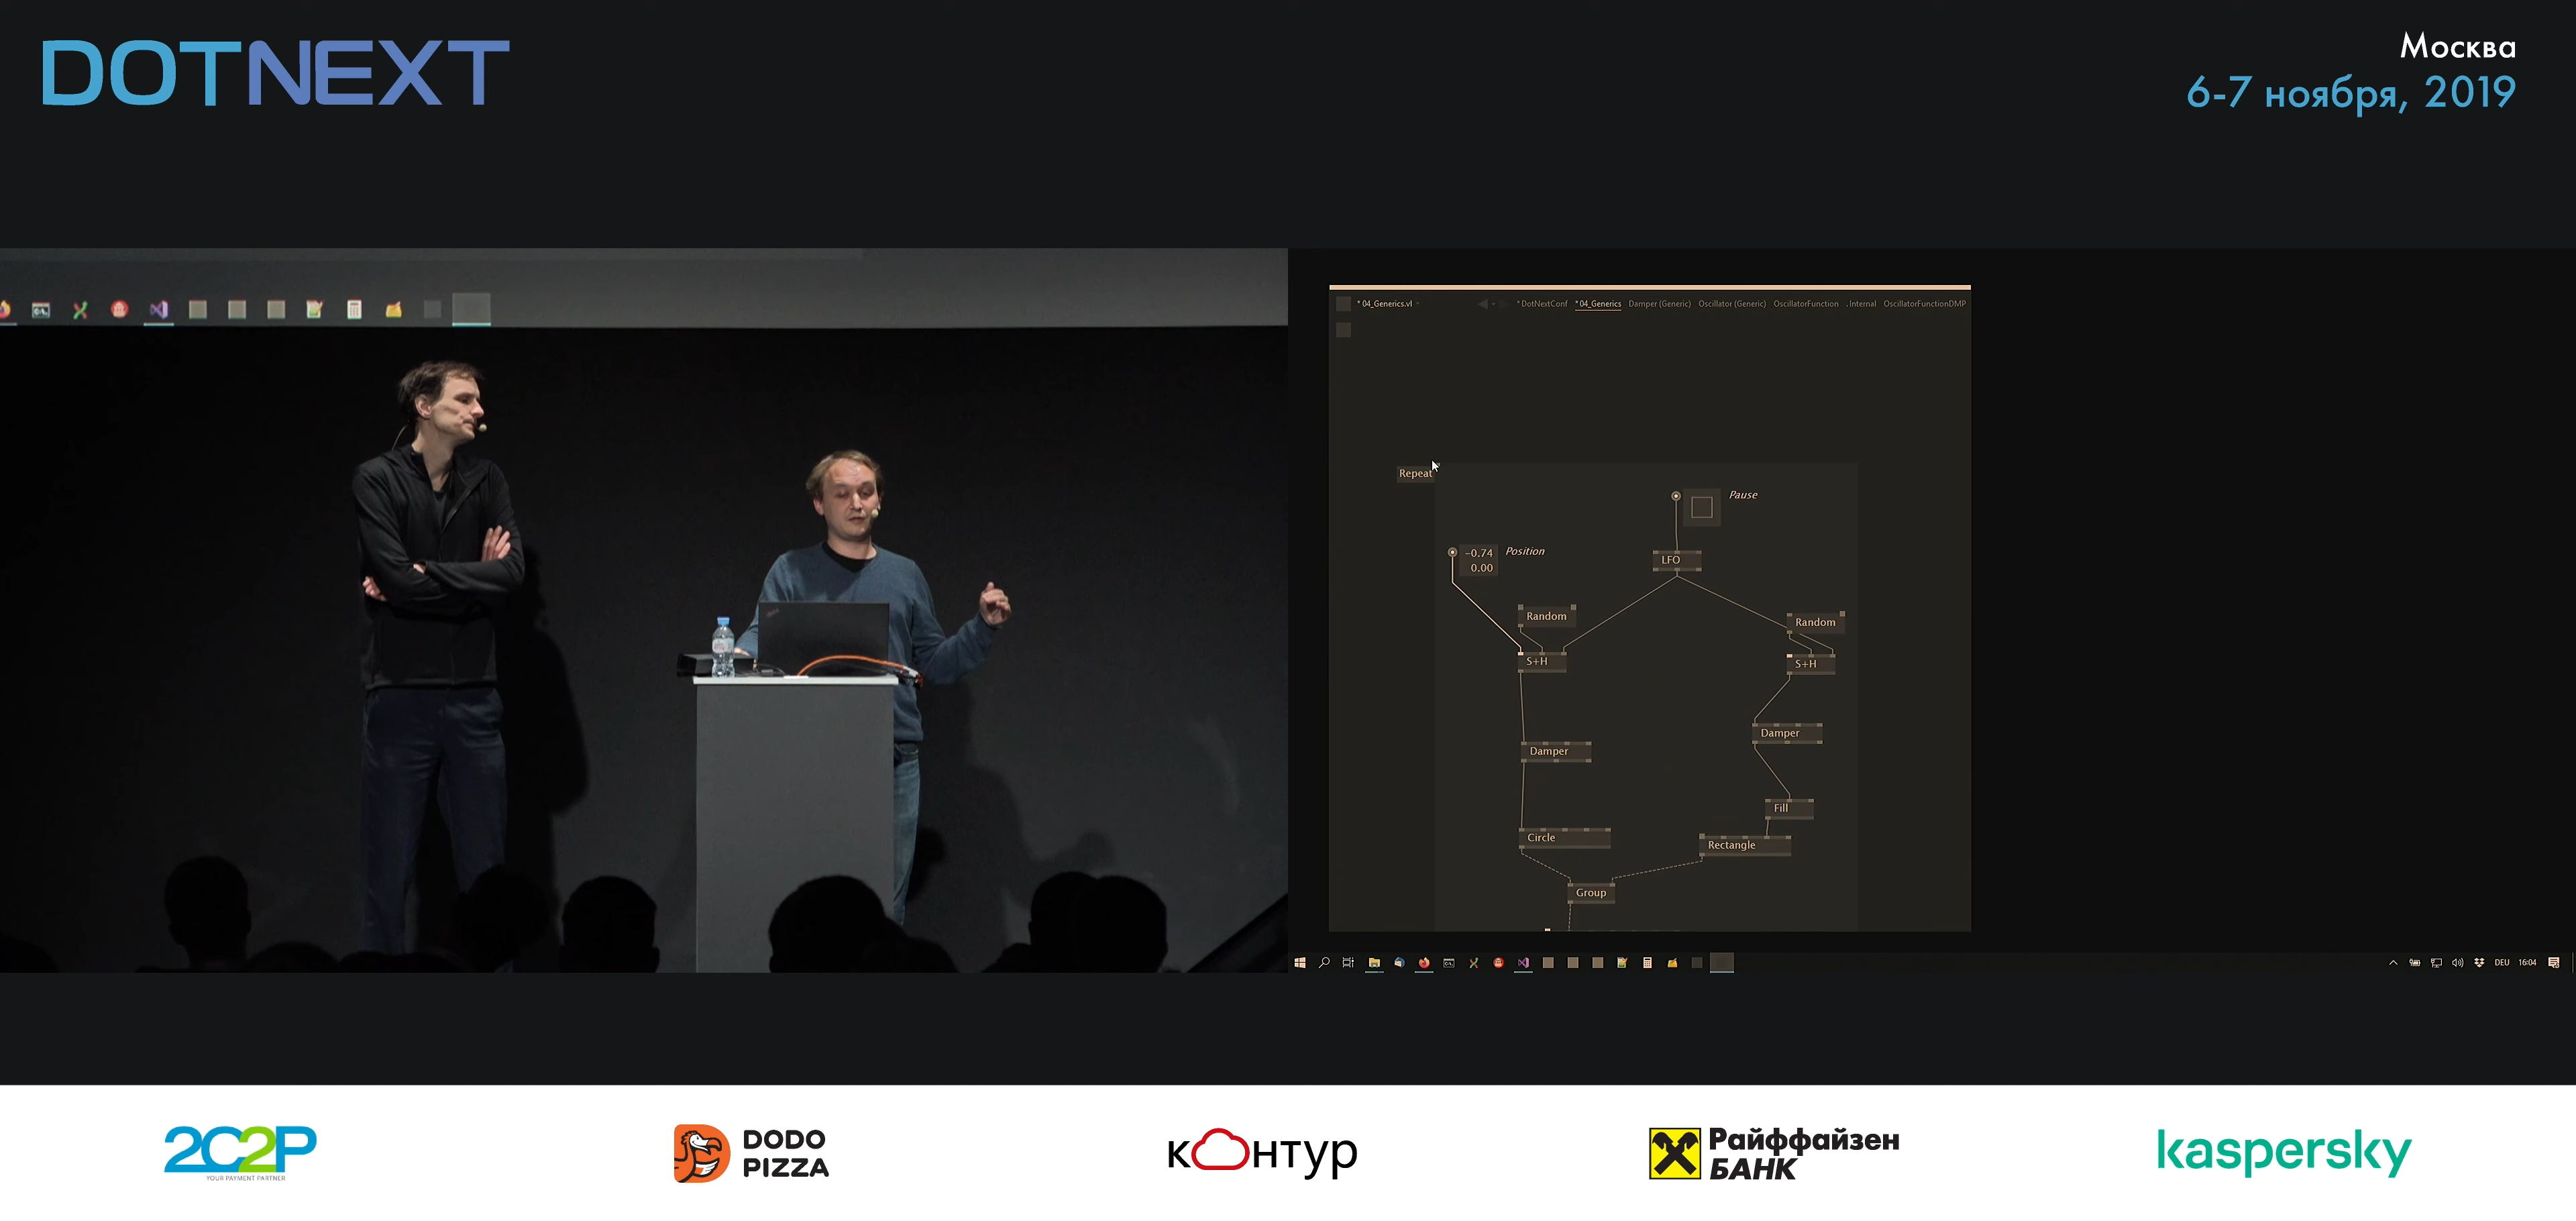 DOTNEXT
Москва
6-7 ноября, 2019
* 04_Generics.vl
* DotNextConf
* 04_Generics
Damper (Generic)
Oscillator (Generic)
OscillatorFunction
. Internal
OscillatorFunctionDMP
Repeat
Pause
-0.74
0.00
Position
LFO
Random
Random
S+H
S+H
Damper
Damper
Fill
Circle
Rectangle
Group
DEU
16:04
2C2P
YOUR PAYMENT PARTNER
DODO
PIZZA
контур
Райффайзен
БАНК
kaspersky